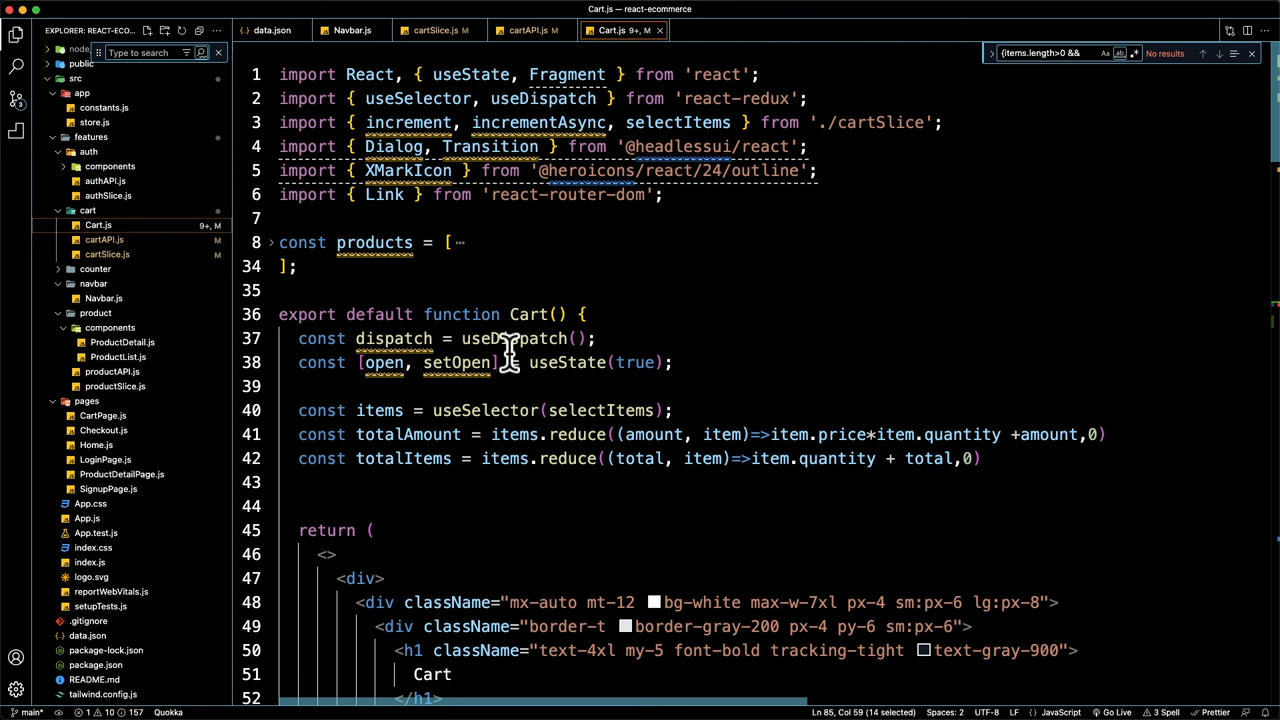 Cart.js — react-ecommerce
EXPLORER: REACT-ECO...
data.json
Navbar.js
cartSlice.js M
cartAPI.js M
Cart.js 9+, M
Type to search
{items.length>0 &&
Aa
ab
No results
public
src
app
constants.js
store.js
features
auth
components
authAPI.js
authSlice.js
cart
Cart.js 9+, M
cartAPI.js M
cartSlice.js M
counter
navbar
Navbar.js
product
components
ProductDetail.js
ProductList.js
productAPI.js
productSlice.js
pages
CartPage.js
Checkout.js
Home.js
LoginPage.js
ProductDetailPage.js
SignupPage.js
App.css
App.js
App.test.js
index.css
index.js
logo.svg
reportWebVitals.js
setupTests.js
.gitignore
data.json
package-lock.json
package.json
README.md
tailwind.config.js
1 import React, { useState, Fragment } from 'react';
2 import { useSelector, useDispatch } from 'react-redux';
3 import { increment, incrementAsync, selectItems } from './cartSlice';
4 import { Dialog, Transition } from '@headlessui/react';
5 import { XMarkIcon } from '@heroicons/react/24/outline';
6 import { Link } from 'react-router-dom';
7
8 const products = [ ⋯
34 ];
35
36 export default function Cart() {
37 const dispatch = useDispatch();
38 const [open, setOpen] = useState(true);
39
40 const items = useSelector(selectItems);
41 const totalAmount = items.reduce((amount, item)=>item.price*item.quantity +amount,0)
42 const totalItems = items.reduce((total, item)=>item.quantity + total,0)
43
44
45 return (
46 <>
47 <div>
48 <div className="mx-auto mt-12 bg-white max-w-7xl px-4 sm:px-6 lg:px-8">
49 <div className="border-t border-gray-200 px-4 py-6 sm:px-6">
50 <h1 className="text-4xl my-5 font-bold tracking-tight text-gray-900">
51 Cart
52 </h1>
3
main*
1 10 157
Quokka
Ln 85, Col 59 (14 selected)
Spaces: 2
UTF-8
LF
JavaScript
Go Live
3 Spell
Prettier